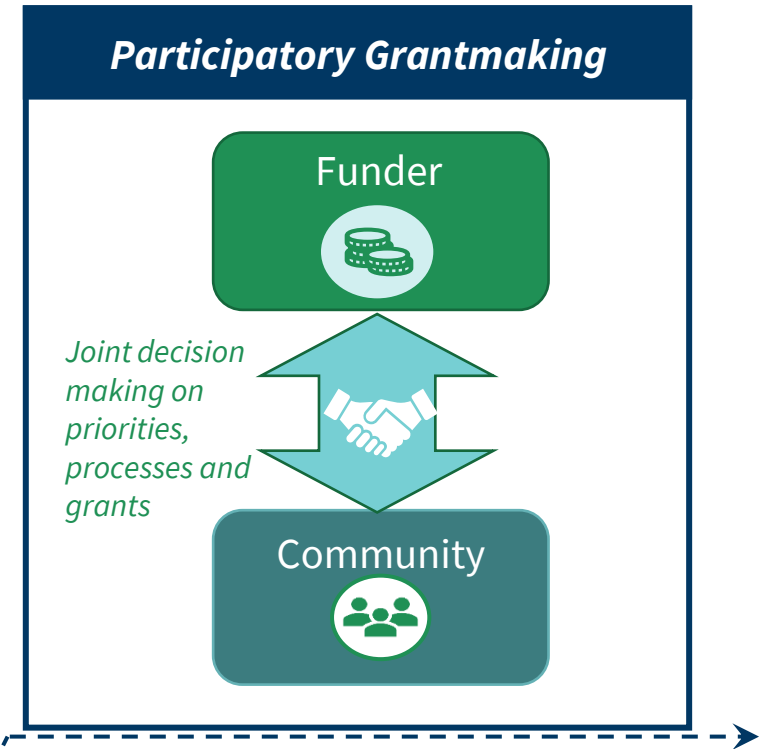 Participatory Grantmaking
Funder
Joint decision
making on
priorities,
processes and
grants
Community